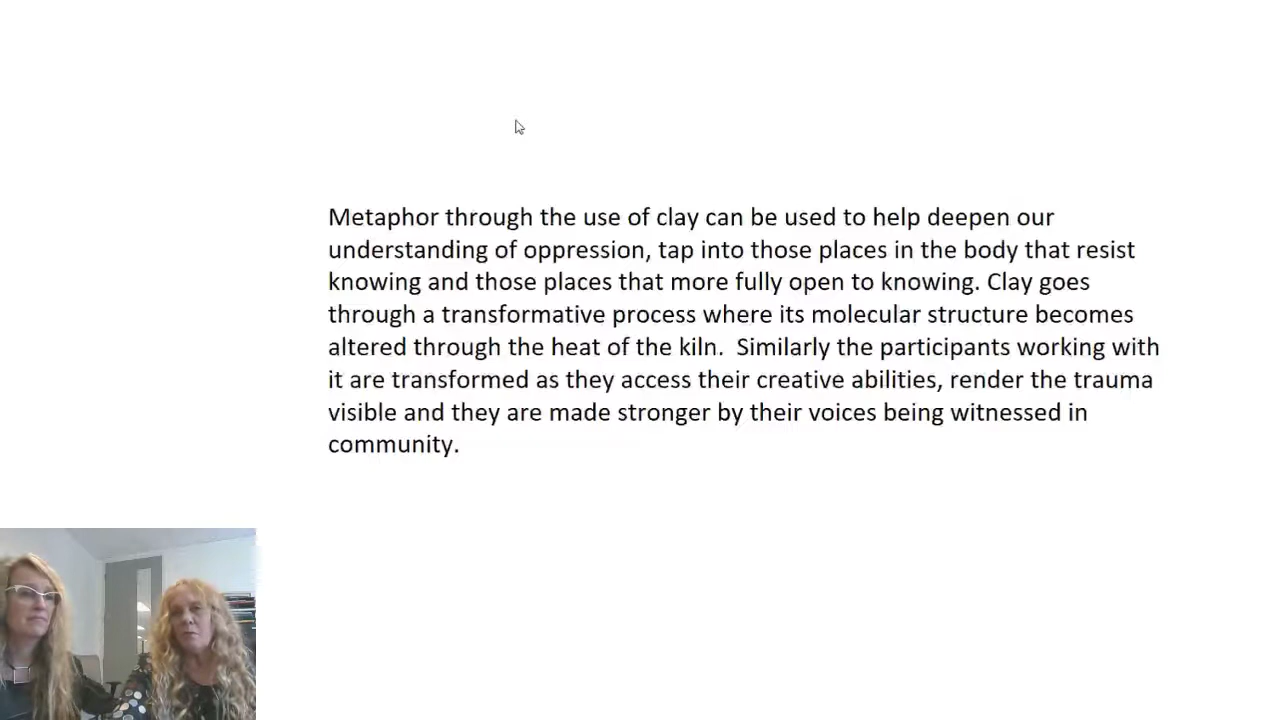 Metaphor through the use of clay can be used to help deepen our
understanding of oppression, tap into those places in the body that resist
knowing and those places that more fully open to knowing. Clay goes
through a transformative process where its molecular structure becomes
altered through the heat of the kiln.  Similarly the participants working with
it are transformed as they access their creative abilities, render the trauma
visible and they are made stronger by their voices being witnessed in
community.